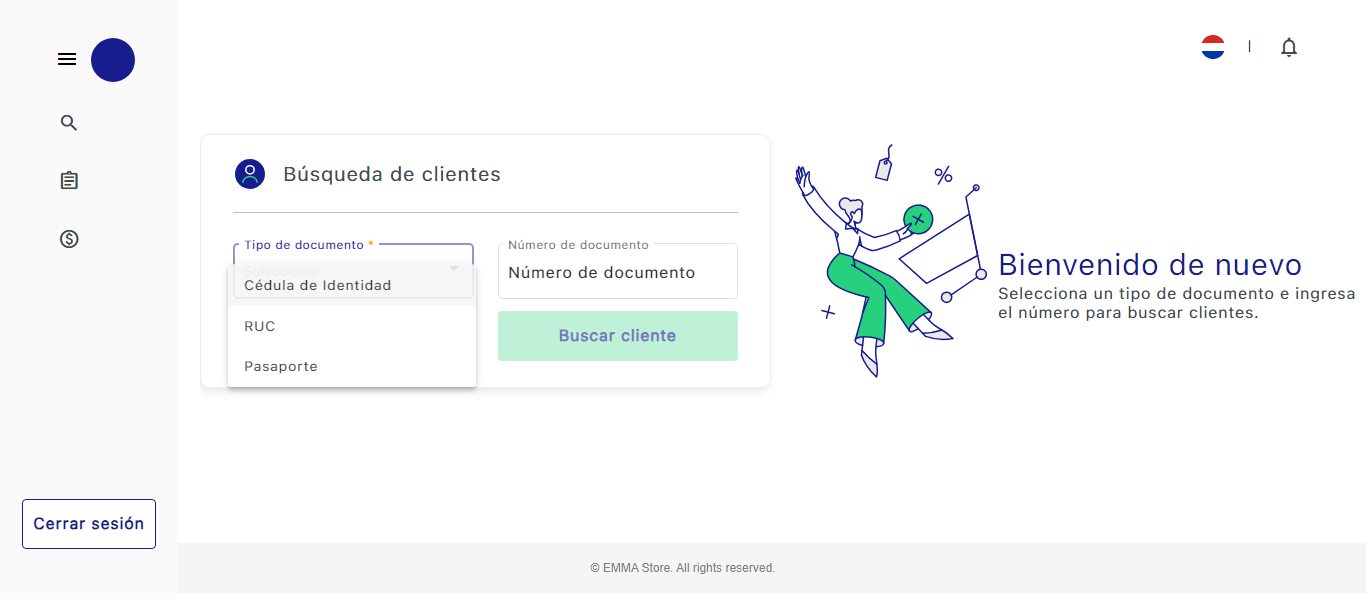 Búsqueda de clientes
Tipo de documento *
Seleccionar
Cédula de Identidad
RUC
Pasaporte
Número de documento
Número de documento
Buscar cliente
Bienvenido de nuevo
Selecciona un tipo de documento e ingresa
el número para buscar clientes.
Cerrar sesión
© EMMA Store. All rights reserved.